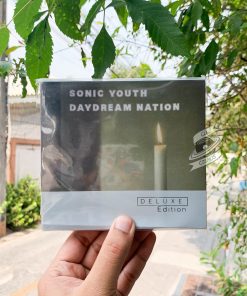 SONIC YOUTH
DAYDREAM NATION
DELUXE
Edition